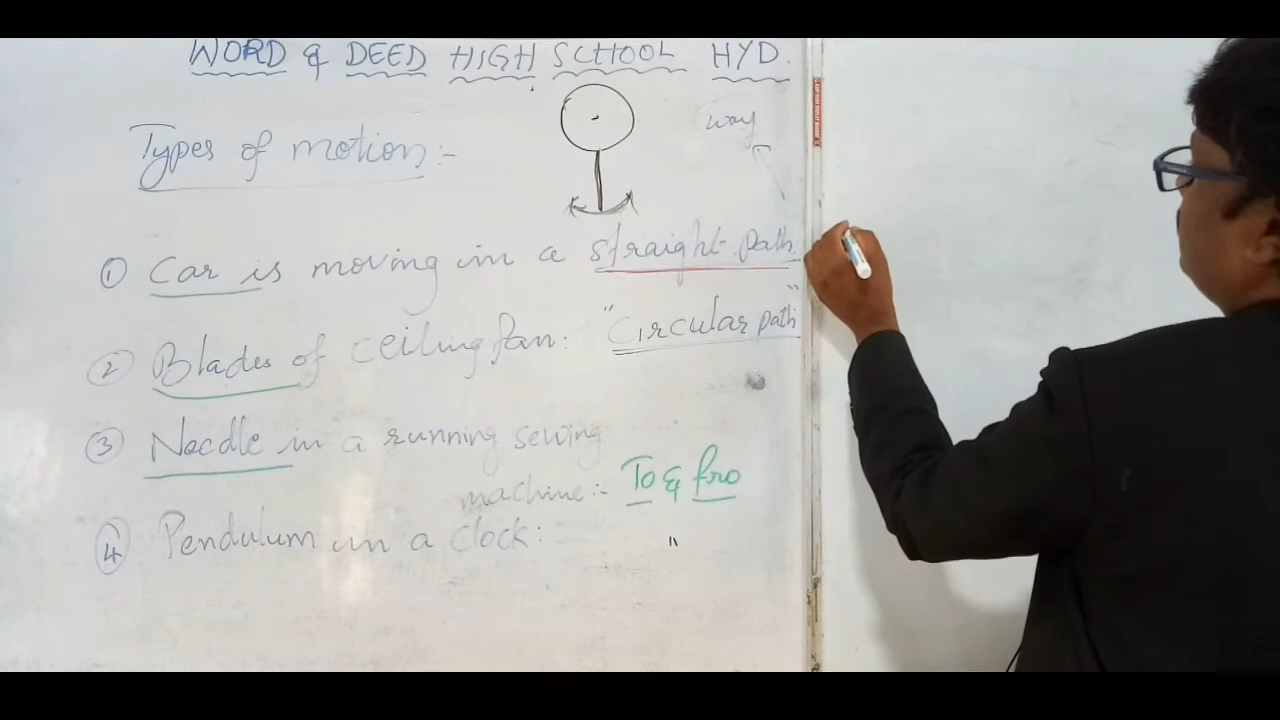 WORD & DEED HIGH SCHOOL HYD.
Types of motion:-
way
① Car is moving in a straight path.
② Blades of ceiling fan: "Circular path"
③ Needle in a running sewing
machine:- To & fro
④ Pendulum in a clock: "